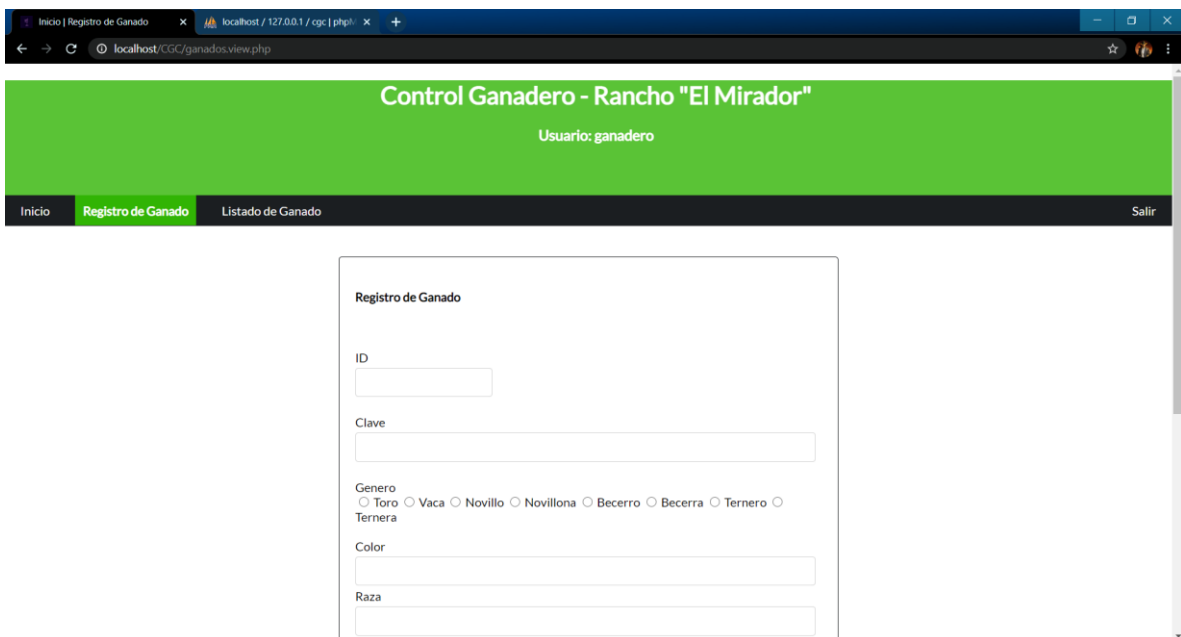 Inicio | Registro de Ganado
localhost / 127.0.0.1 / cgc | phpM
localhost/CGC/ganados.view.php
Control Ganadero - Rancho "El Mirador"
Usuario: ganadero
Inicio Registro de Ganado Listado de Ganado Salir
Registro de Ganado
ID
Clave
Genero
Toro Vaca Novillo Novillona Becerro Becerra Ternero
Ternera
Color
Raza